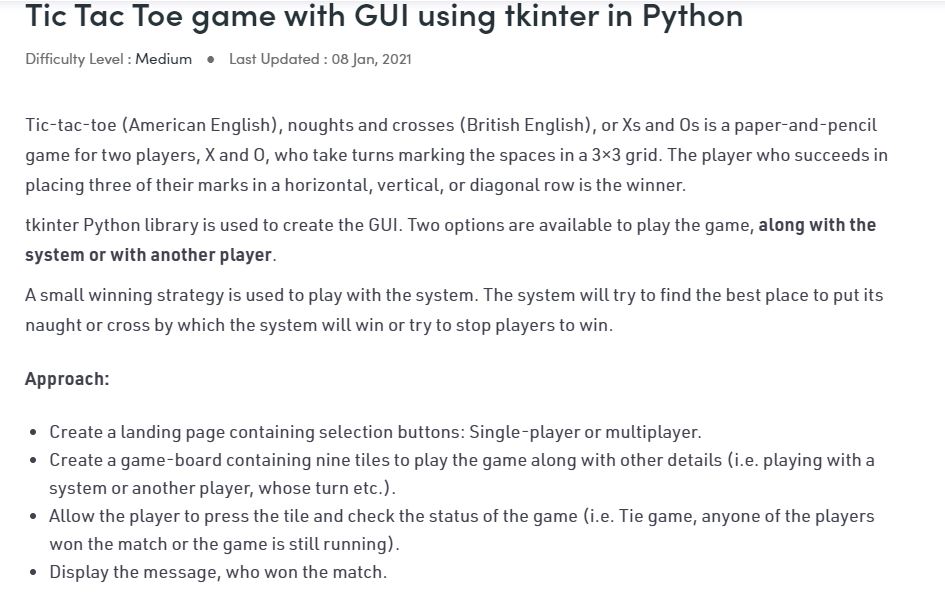 Tic Tac Toe game with GUI using tkinter in Python
Difficulty Level : Medium ● Last Updated : 08 Jan, 2021
Tic-tac-toe (American English), noughts and crosses (British English), or Xs and Os is a paper-and-pencil
game for two players, X and O, who take turns marking the spaces in a 3×3 grid. The player who succeeds in
placing three of their marks in a horizontal, vertical, or diagonal row is the winner.
tkinter Python library is used to create the GUI. Two options are available to play the game, along with the
system or with another player.
A small winning strategy is used to play with the system. The system will try to find the best place to put its
naught or cross by which the system will win or try to stop players to win.
Approach:
• Create a landing page containing selection buttons: Single-player or multiplayer.
• Create a game-board containing nine tiles to play the game along with other details (i.e. playing with a
system or another player, whose turn etc.).
• Allow the player to press the tile and check the status of the game (i.e. Tie game, anyone of the players
won the match or the game is still running).
• Display the message, who won the match.